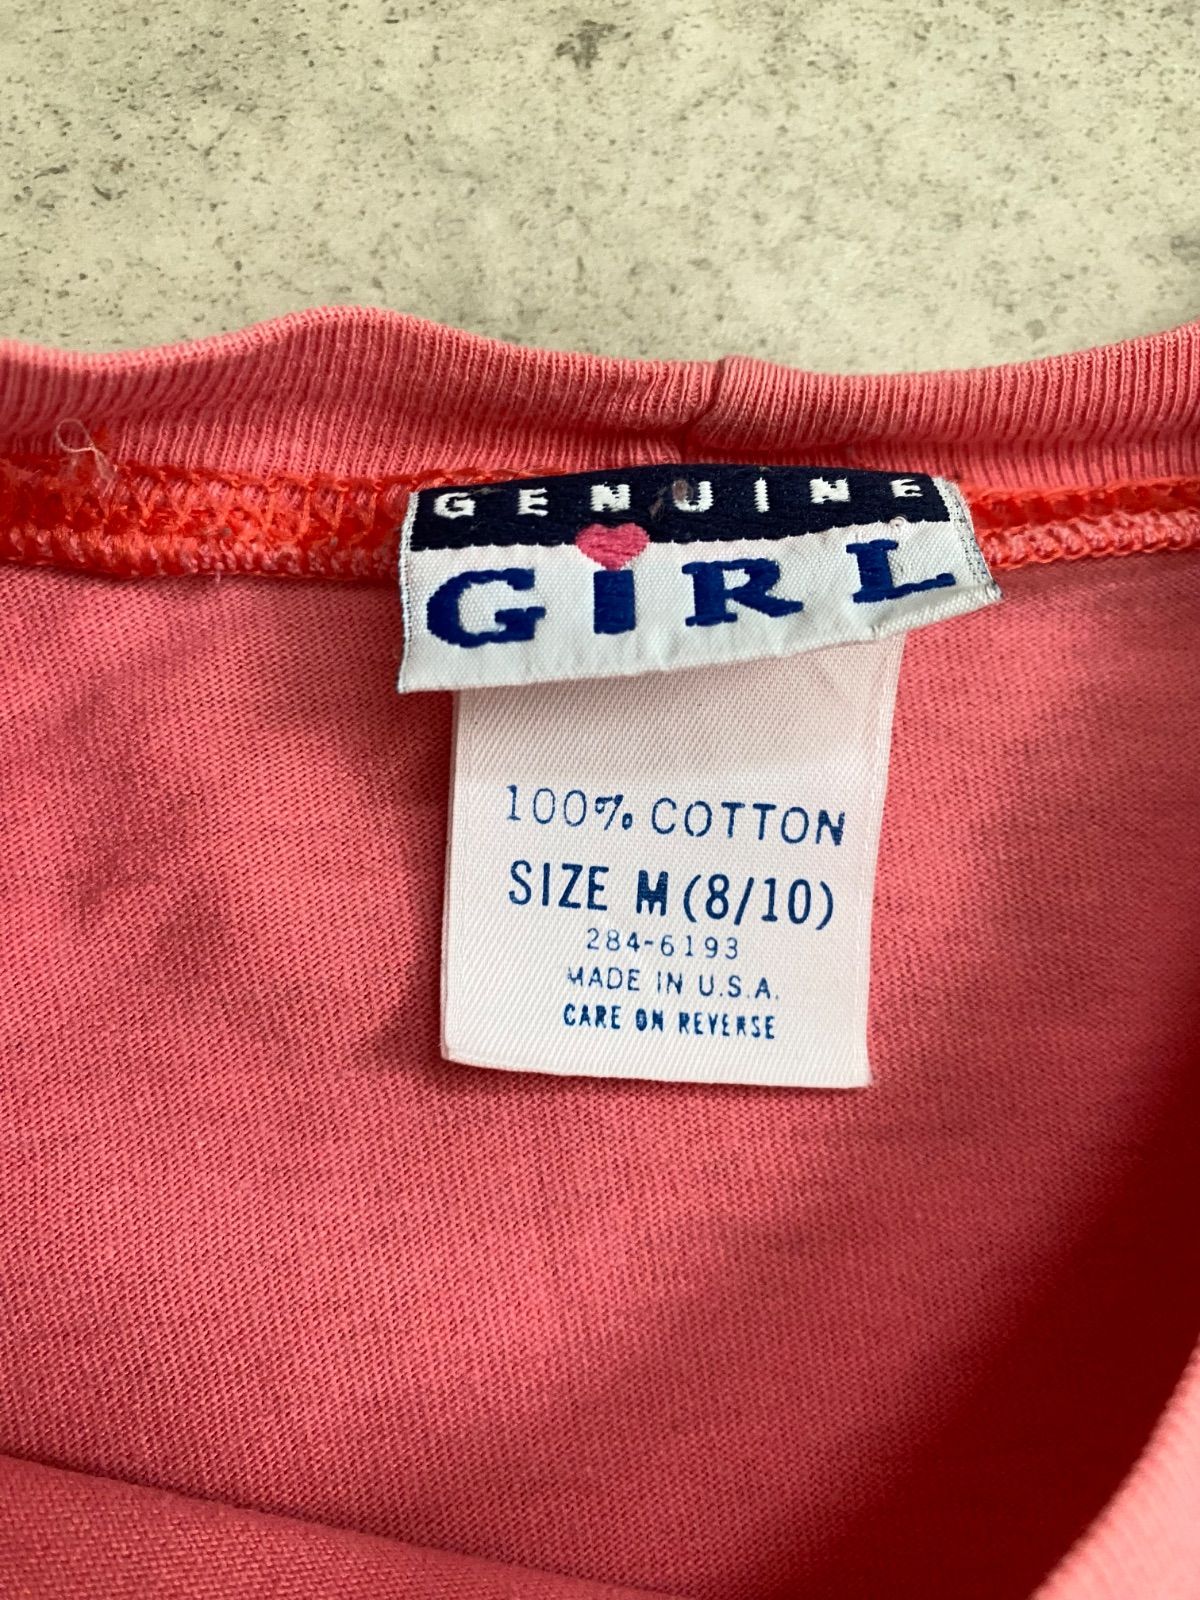 GENUINE
GiRL
100% COTTON
SIZE M (8/10)
284-6193
MADE IN U.S.A.
CARE ON REVERSE